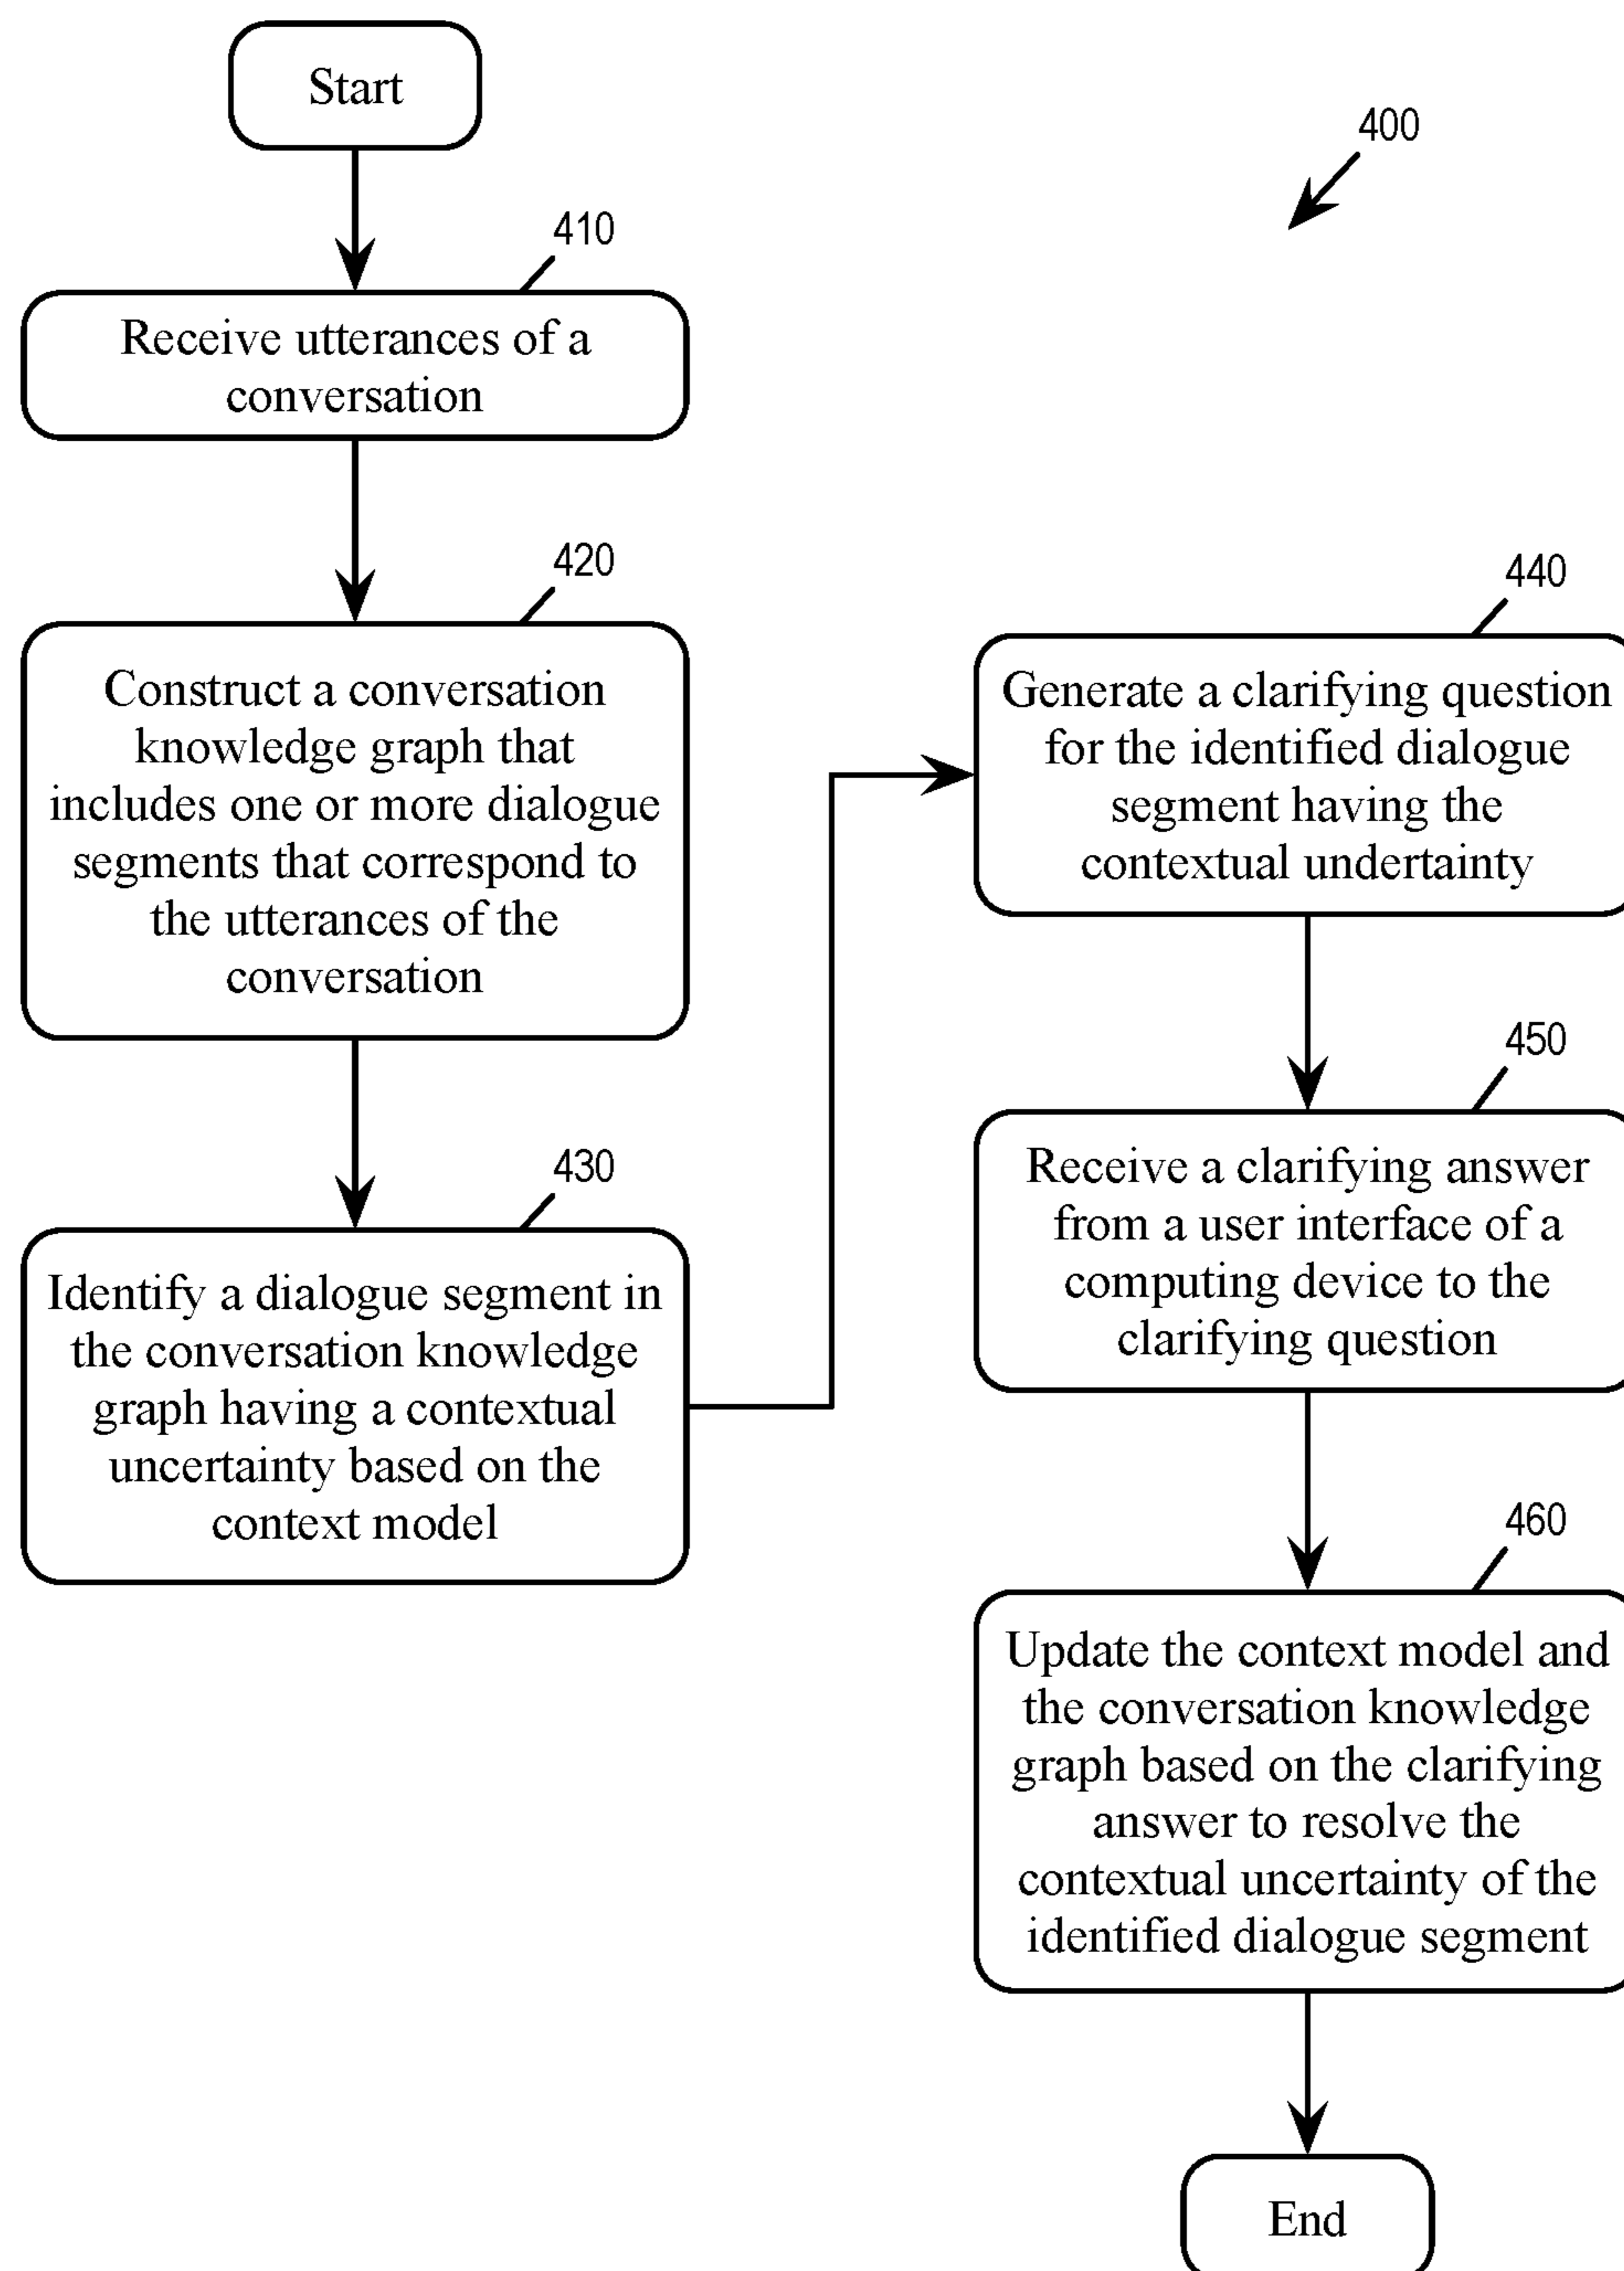 Start
400
410
Receive utterances of a
conversation
420
Construct a conversation
knowledge graph that
includes one or more dialogue
segments that correspond to
the utterances of the
conversation
430
Identify a dialogue segment in
the conversation knowledge
graph having a contextual
uncertainty based on the
context model
440
Generate a clarifying question
for the identified dialogue
segment having the
contextual undertainty
450
Receive a clarifying answer
from a user interface of a
computing device to the
clarifying question
460
Update the context model and
the conversation knowledge
graph based on the clarifying
answer to resolve the
contextual uncertainty of the
identified dialogue segment
End